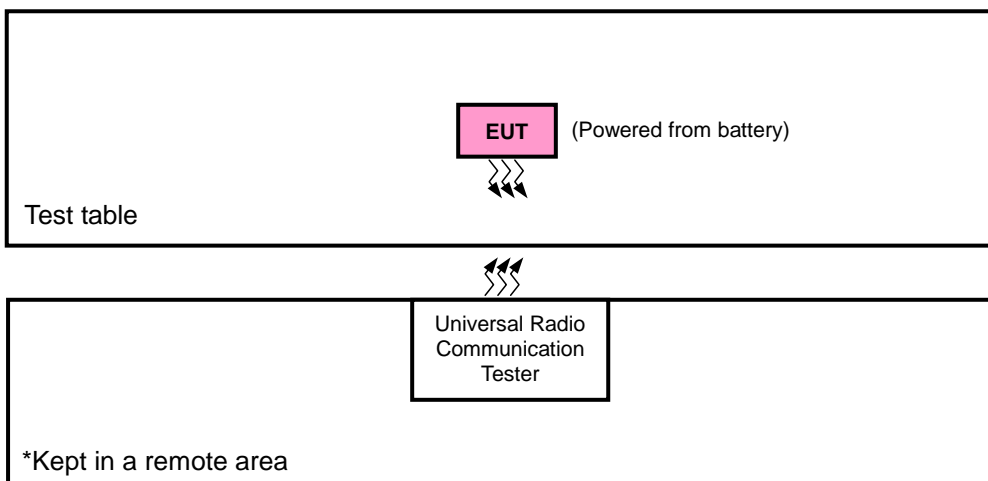 EUT
(Powered from battery)
Test table
Universal Radio
Communication
Tester
*Kept in a remote area